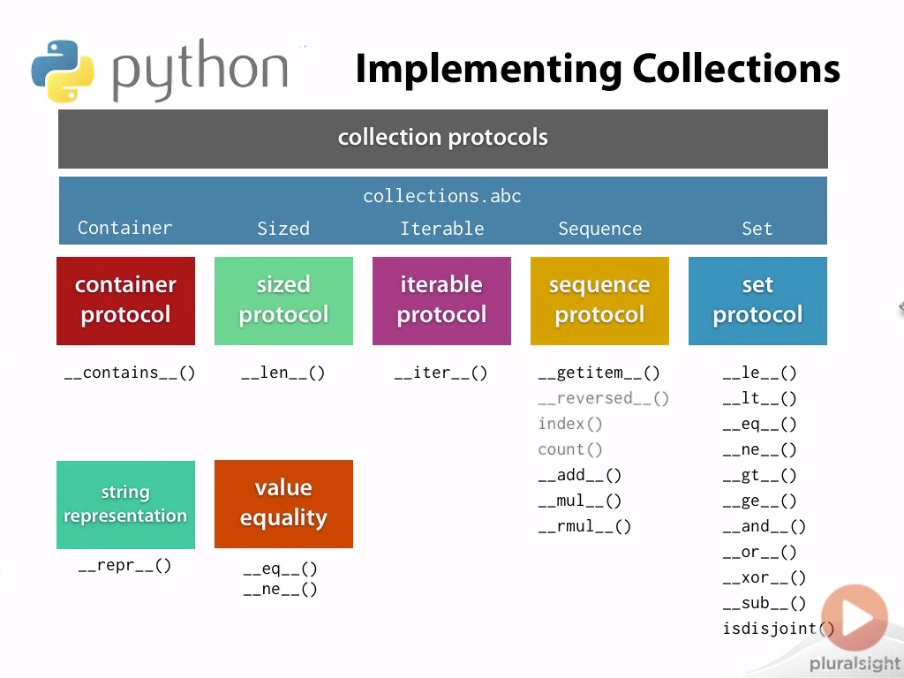 python
Implementing Collections
collection protocols
collections.abc
Container Sized Iterable Sequence Set
container protocol
sized protocol
iterable protocol
sequence protocol
set protocol
__contains__()
__len__()
__iter__()
__getitem__()
__reversed__()
index()
count()
__add__()
__mul__()
__rmul__()
__le__()
__lt__()
__eq__()
__ne__()
__gt__()
__ge__()
__and__()
__or__()
__xor__()
__sub__()
isdisjoint()
string representation
__repr__()
value equality
__eq__()
__ne__()
pluralsight